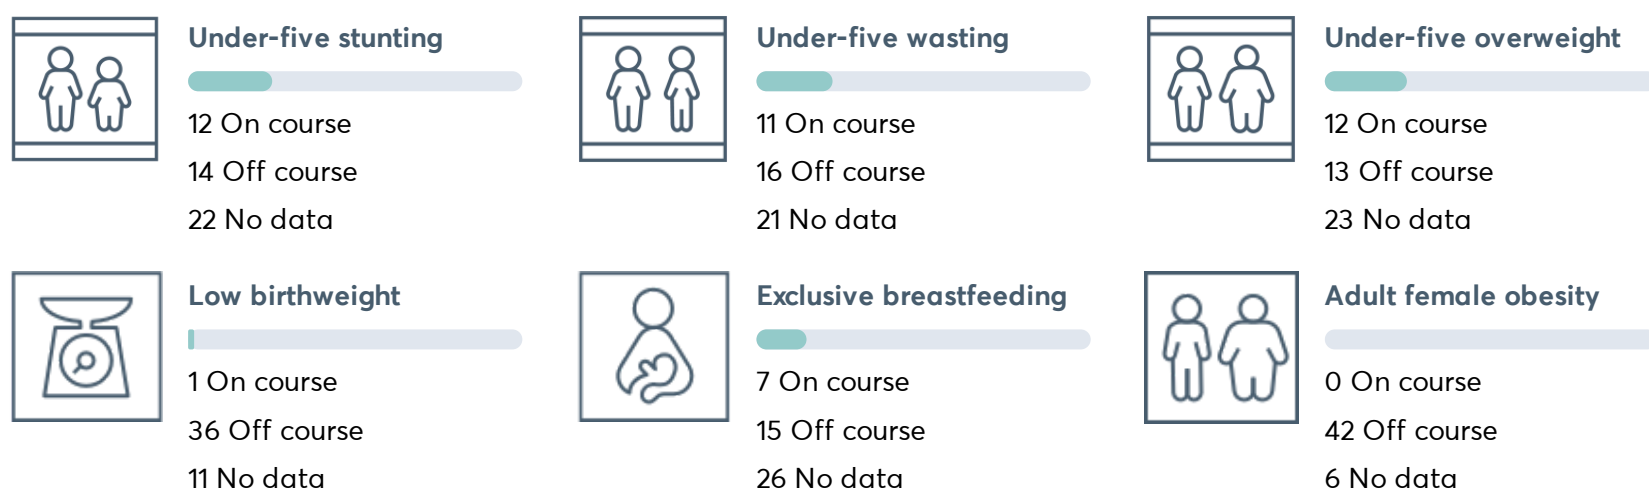 Under-five stunting
12 On course
14 Off course
22 No data
Under-five wasting
11 On course
16 Off course
21 No data
Under-five overweight
12 On course
13 Off course
23 No data
Low birthweight
1 On course
36 Off course
11 No data
Exclusive breastfeeding
7 On course
15 Off course
26 No data
Adult female obesity
0 On course
42 Off course
6 No data